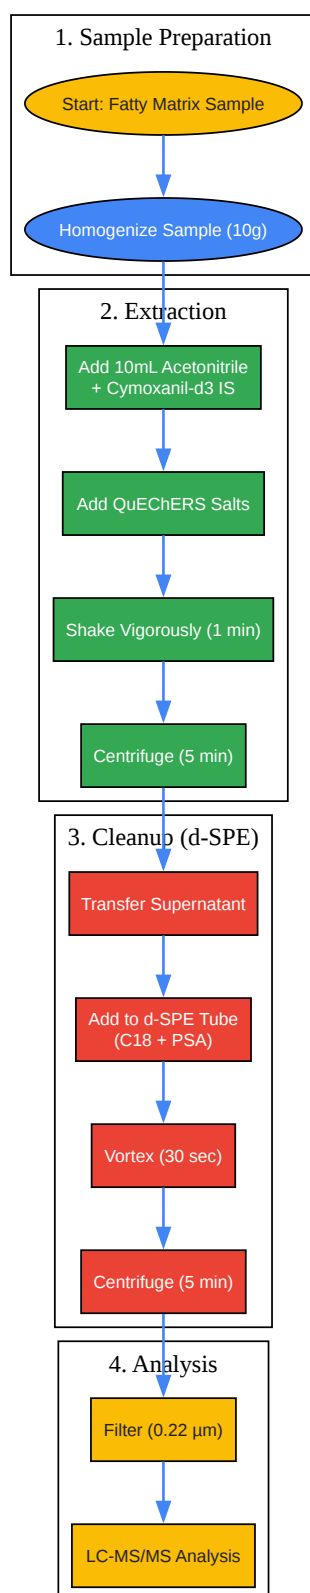 1. Sample Preparation
Start: Fatty Matrix Sample
Homogenize Sample (10g)
2. Extraction
Add 10mL Acetonitrile
+ Cymoxanil-d3 IS
Add QuEChERS Salts
Shake Vigorously (1 min)
Centrifuge (5 min)
3. Cleanup (d-SPE)
Transfer Supernatant
Add to d-SPE Tube
(C18 + PSA)
Vortex (30 sec)
Centrifuge (5 min)
4. Analysis
Filter (0.22 µm)
LC-MS/MS Analysis